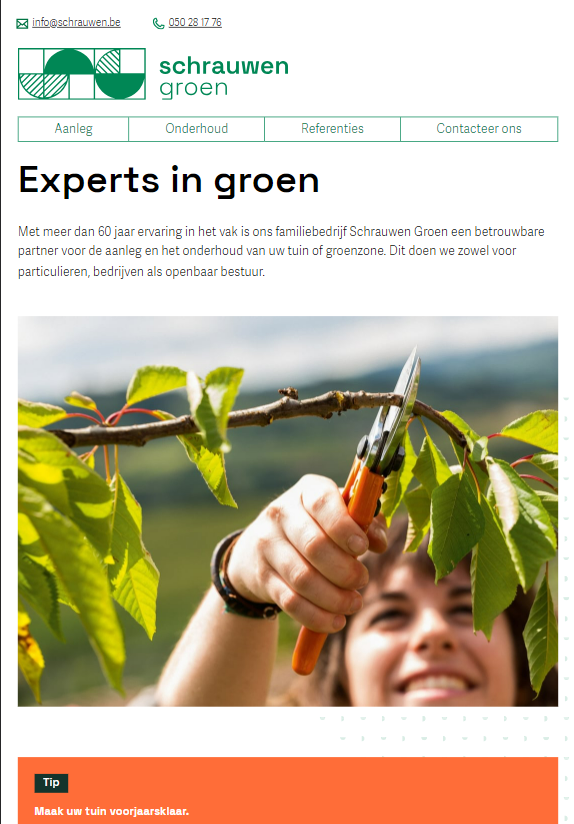 info@schrauwen.be 050 28 17 76
schrauwen
groen
Aanleg Onderhoud Referenties Contacteer ons
Experts in groen
Met meer dan 60 jaar ervaring in het vak is ons familiebedrijf Schrauwen Groen een betrouwbare
partner voor de aanleg en het onderhoud van uw tuin of groenzone. Dit doen we zowel voor
particulieren, bedrijven als openbaar bestuur.
Tip
Maak uw tuin voorjaarsklaar.